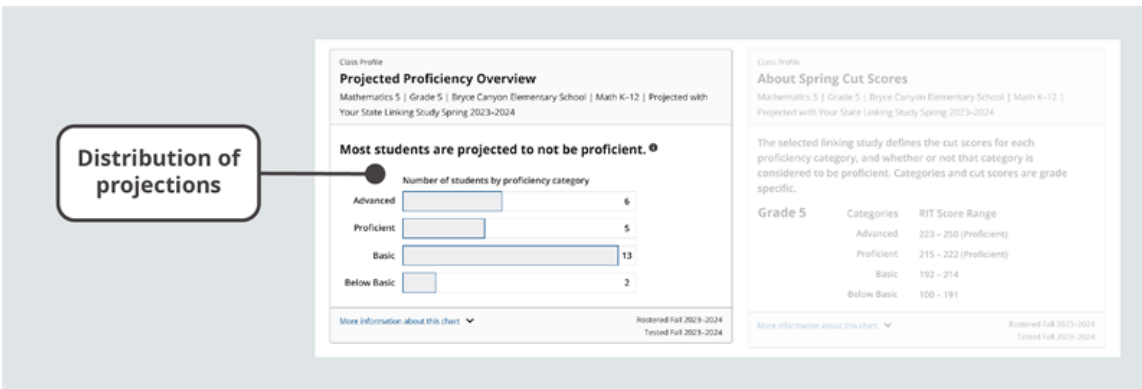 Distribution of
projections
Class Profile
Projected Proficiency Overview
Mathematics 5 | Grade 5 | Bryce Canyon Elementary School | Math K–12 | Projected with
Your State Linking Study Spring 2023–2024
Most students are projected to not be proficient.
Number of students by proficiency category
Advanced 6
Proficient 5
Basic 13
Below Basic 2
More information about this chart
Rostered Fall 2023–2024
Tested Fall 2023–2024
Class Profile
About Spring Cut Scores
Mathematics 5 | Grade 5 | Bryce Canyon Elementary School | Math K–12 |
Projected with Your State Linking Study Spring 2023–2024
The selected linking study defines the cut scores for each
proficiency category, and whether or not that category is
considered to be proficient. Categories and cut scores are grade
specific.
Grade 5 Categories RIT Score Range
Advanced 223 – 250 (Proficient)
Proficient 215 – 222 (Proficient)
Basic 192 – 214
Below Basic 100 – 191
More information about this chart
Rostered Fall 2023–2024
Tested Fall 2023–2024